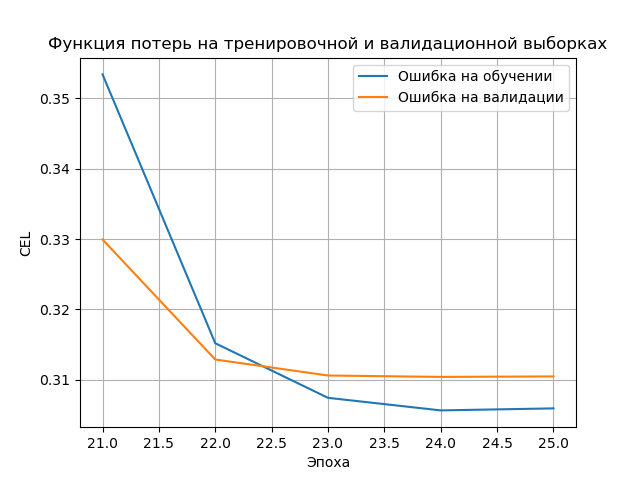 Функция потерь на тренировочной и валидационной выборках
Ошибка на обучении
Ошибка на валидации
0.35
0.34
0.33
0.32
0.31
CEL
21.0 21.5 22.0 22.5 23.0 23.5 24.0 24.5 25.0
Эпоха